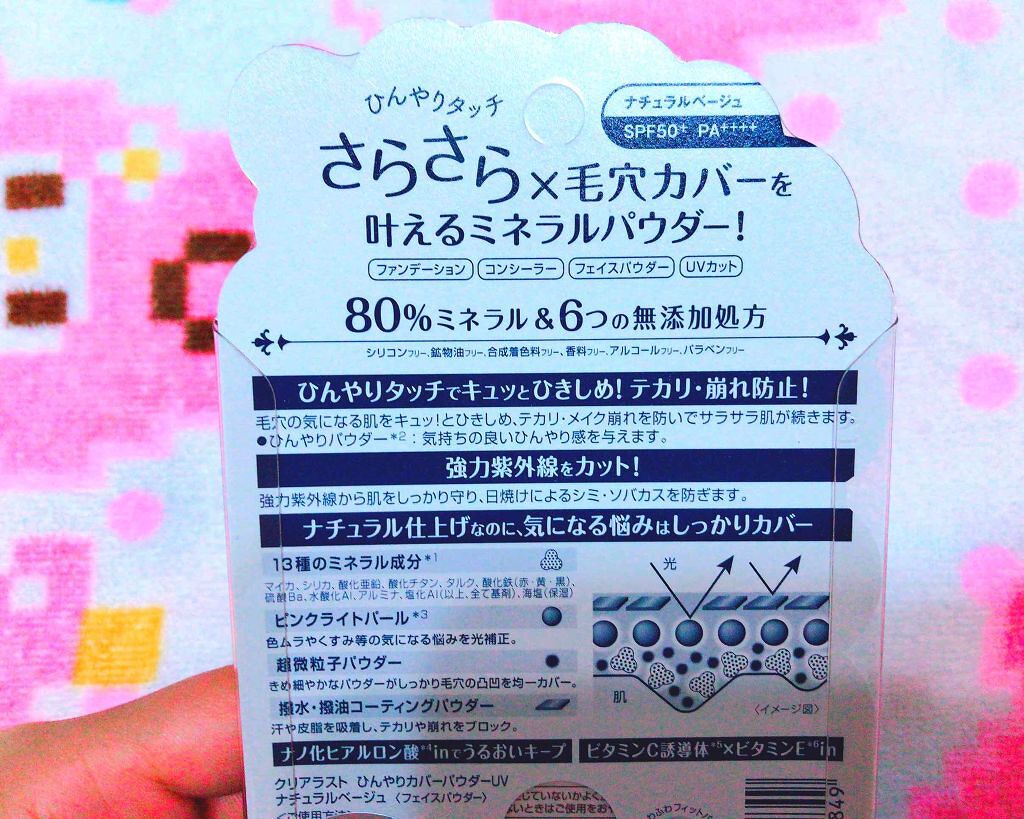 ひんやりタッチ
ナチュラルベージュ
SPF50+ PA++++
さらさら×毛穴カバーを
叶えるミネラルパウダー!
ファンデーション コンシーラー フェイスパウダー UVカット
80%ミネラル&6つの無添加処方
シリコンフリー、鉱物油フリー、合成着色料フリー、香料フリー、アルコールフリー、パラベンフリー
ひんやりタッチでキュッとひきしめ!テカリ・崩れ防止!
毛穴の気になる肌をキュッ!とひきしめ、テカリ・メイク崩れを防いでサラサラ肌が続きます。
●ひんやりパウダー*2:気持ちの良いひんやり感を与えます。
強力紫外線をカット!
強力紫外線から肌をしっかり守り、日焼けによるシミ・ソバカスを防ぎます。
ナチュラル仕上げなのに、気になる悩みはしっかりカバー
13種のミネラル成分*1
マイカ、シリカ、酸化亜鉛、酸化チタン、タルク、酸化鉄(赤・黄・黒)、
硫酸Ba、水酸化Al、アルミナ、塩化Al(以上、全て基剤)、海塩(保湿)
ピンクライトパール*3
色ムラやくすみ等の気になる悩みを光補正。
超微粒子パウダー
きめ細やかなパウダーがしっかり毛穴の凸凹を均一カバー。
撥水・撥油コーティングパウダー
汗や皮脂を吸着し、テカリや崩れをブロック。
光
肌
〈イメージ図〉
ナノ化ヒアルロン酸*4inでうるおいキープ
ビタミンC誘導体*5×ビタミンE*6in
クリアラスト ひんやりカバーパウダーUV
ナチュラルベージュ〈フェイスパウダー〉
じていないかよく
いときはご使用をお
わふわフィット
849